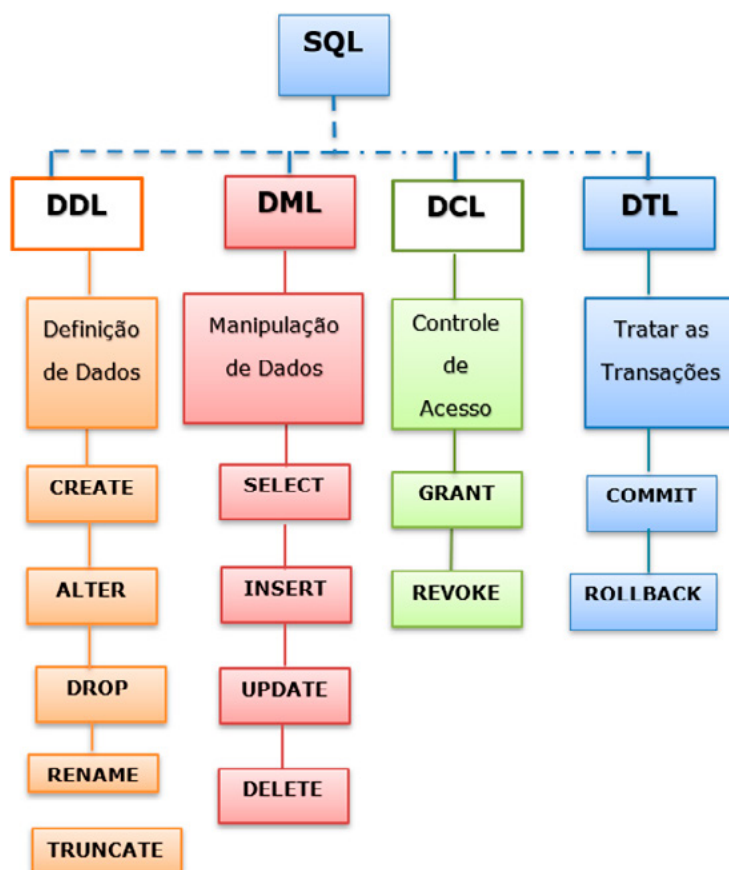 SQL
DDL
DML
DCL
DTL
Definição
de Dados
Manipulação
de Dados
Controle
de
Acesso
Tratar as
Transações
CREATE
ALTER
DROP
RENAME
TRUNCATE
SELECT
INSERT
UPDATE
DELETE
GRANT
REVOKE
COMMIT
ROLLBACK